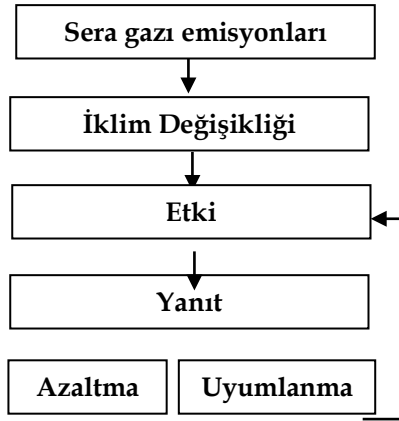 Sera gazı emisyonları
İklim Değişikliği
Etki
Yanıt
Azaltma
Uyumlanma